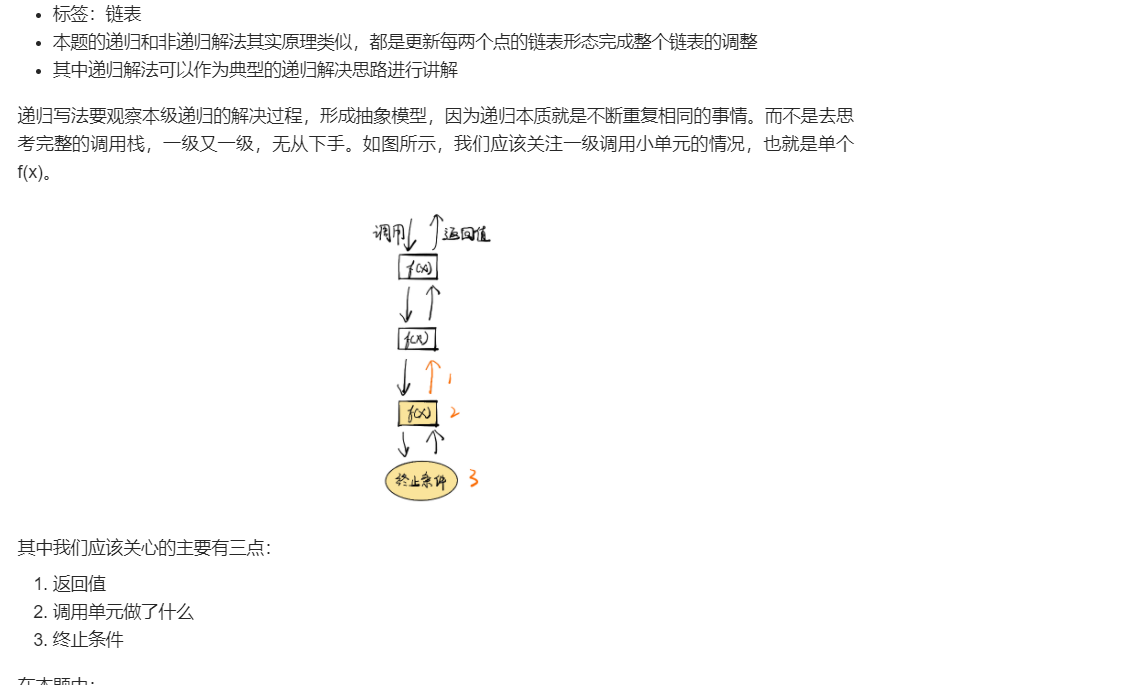 标签：链表
本题的递归和非递归解法其实原理类似，都是更新每两个点的链表形态完成整个链表的调整
其中递归解法可以作为典型的递归解决思路进行讲解
递归写法要观察本级递归的解决过程，形成抽象模型，因为递归本质就是不断重复相同的事情。而不是去思
考完整的调用栈，一级又一级，无从下手。如图所示，我们应该关注一级调用小单元的情况，也就是单个
f(x)。
调用 返回值
f(x)
f(x)
1
f(x) 2
终止条件 3
其中我们应该关心的主要有三点：
1. 返回值
2. 调用单元做了什么
3. 终止条件
在本题中：